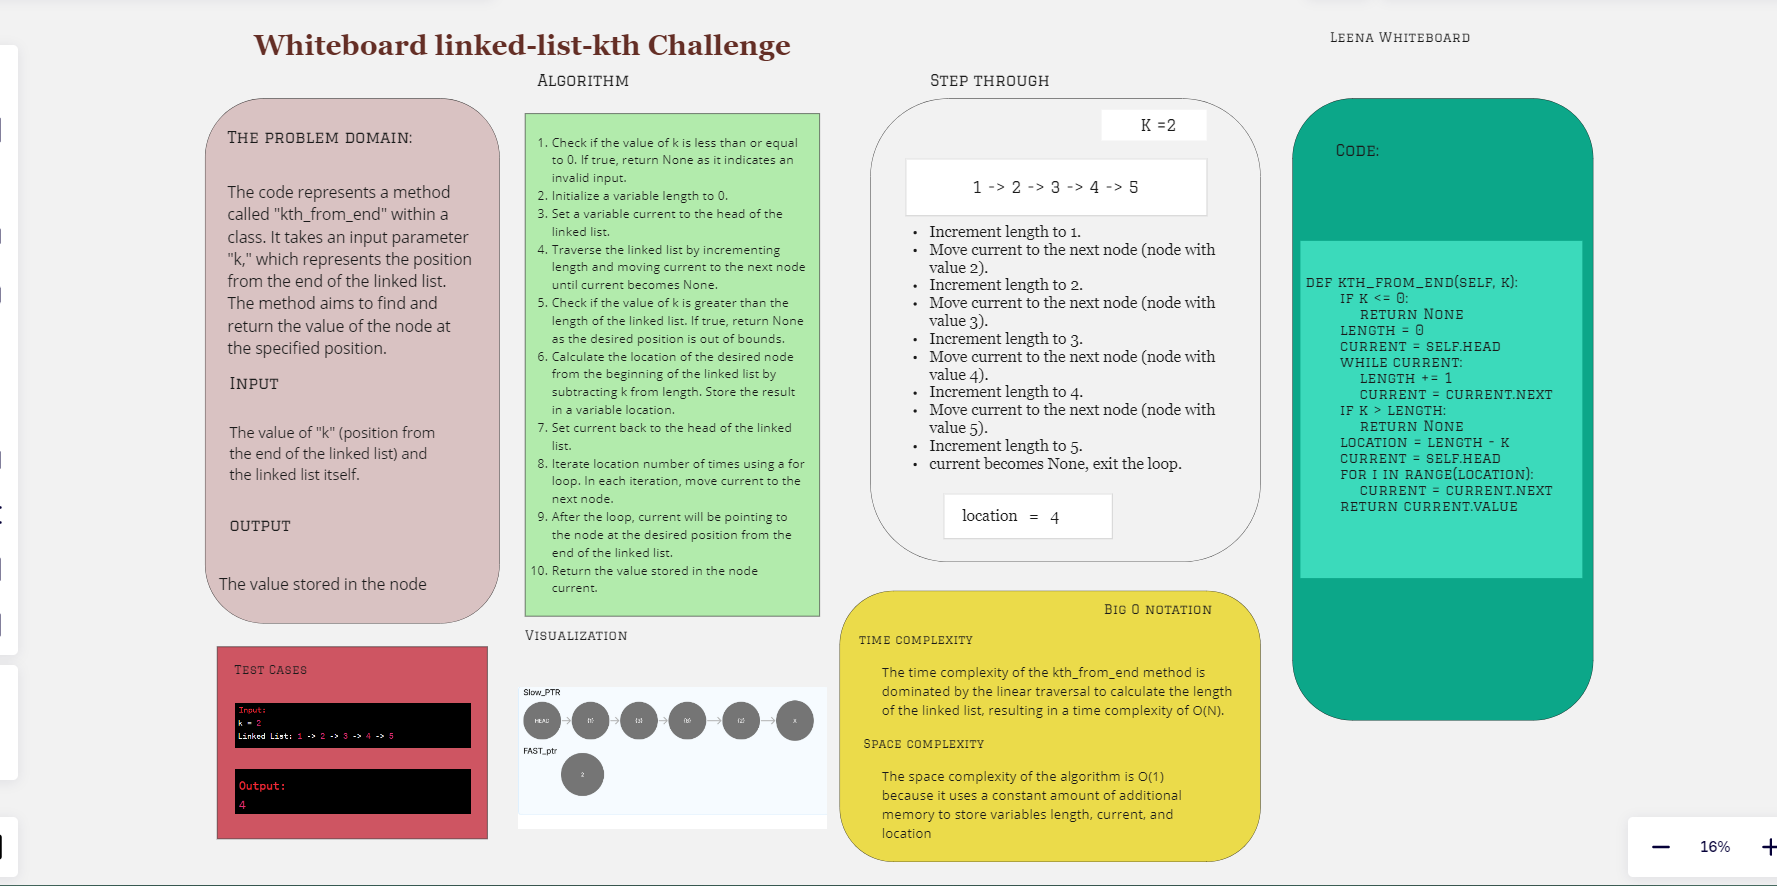 Whiteboard linked-list-kth Challenge
Leena Whiteboard
The problem domain:
The code represents a method
called "kth_from_end" within a
class. It takes an input parameter
"k," which represents the position
from the end of the linked list.
The method aims to find and
return the value of the node at
the specified position.
Input
The value of "k" (position from
the end of the linked list) and
the linked list itself.
output
The value stored in the node
Test Cases
Input:
k = 2
Linked List: 1 -> 2 -> 3 -> 4 -> 5
Output:
4
Algorithm
1. Check if the value of k is less than or equal
to 0. If true, return None as it indicates an
invalid input.
2. Initialize a variable length to 0.
3. Set a variable current to the head of the
linked list.
4. Traverse the linked list by incrementing
length and moving current to the next node
until current becomes None.
5. Check if the value of k is greater than the
length of the linked list. If true, return None
as the desired position is out of bounds.
6. Calculate the location of the desired node
from the beginning of the linked list by
subtracting k from length. Store the result
in a variable location.
7. Set current back to the head of the linked
list.
8. Iterate location number of times using a for
loop. In each iteration, move current to the
next node.
9. After the loop, current will be pointing to
the node at the desired position from the
end of the linked list.
10. Return the value stored in the node
current.
Visualization
Slow_PTR
HEAD
(1)
(3)
(8)
(2)
X
FAST_ptr
2
Step through
K =2
1 -> 2 -> 3 -> 4 -> 5
• Increment length to 1.
• Move current to the next node (node with
value 2).
• Increment length to 2.
• Move current to the next node (node with
value 3).
• Increment length to 3.
• Move current to the next node (node with
value 4).
• Increment length to 4.
• Move current to the next node (node with
value 5).
• Increment length to 5.
• current becomes None, exit the loop.
location = 4
Big O notation
time complexity
The time complexity of the kth_from_end method is
dominated by the linear traversal to calculate the length
of the linked list, resulting in a time complexity of O(N).
Space complexity
The space complexity of the algorithm is O(1)
because it uses a constant amount of additional
memory to store variables length, current, and
location
Code:
def kth_from_end(self, k):
if k <= 0:
return None
length = 0
current = self.head
while current:
length += 1
current = current.next
if k > length:
return None
location = length - k
current = self.head
for i in range(location):
current = current.next
return current.value
16%